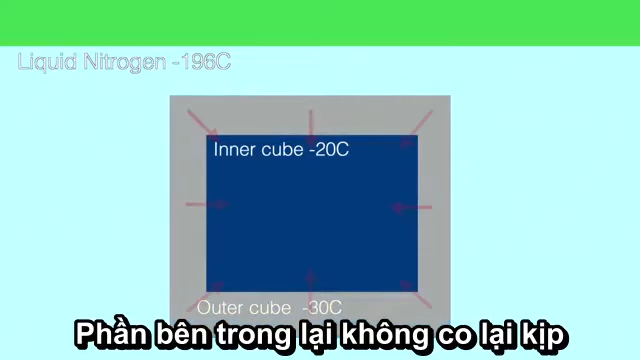 Liquid Nitrogen -196C
Inner cube -20C
Outer cube -30C
Phần bên trong lại không co lại kịp